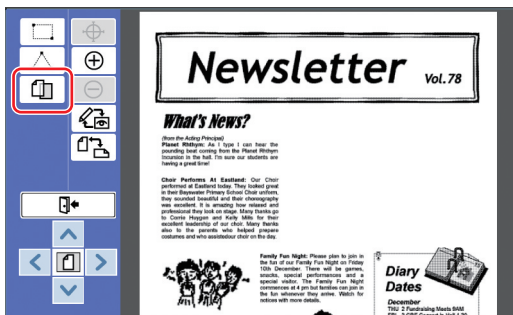 Newsletter Vol. 78
What's News?
(from the Acting Principal)
Planet Rhthym: As I type I can hear the
pounding beat coming from the Planet Rhthym
incursion in the hall. I'm sure our students are
having a great time!
Choir Performs At Eastland: Our Choir
performed at Eastland today. They looked great
in their Bayswater Primary School Choir uniform,
they sounded beautiful and their choreography
was excellent. It is amazing how relaxed and
professional they look on stage. Many thanks go
to Corrie Huygon and Kelly Mills for their
excellent leadership of our choir. Many thanks
also to the parents who helped prepare
costumes and who assistedour choir on the day.
Family Fun Night: Please plan to join in
the fun of our Family Fun Night on Friday
10th December. There will be games,
snacks, special performances and a
special visitor. The Family Fun Night
commences at 4 pm but families can join in
the fun whenever they arrive. Watch for
notices with more details.
Diary
Dates
December
THU 2 Fundraising Meets 9AM